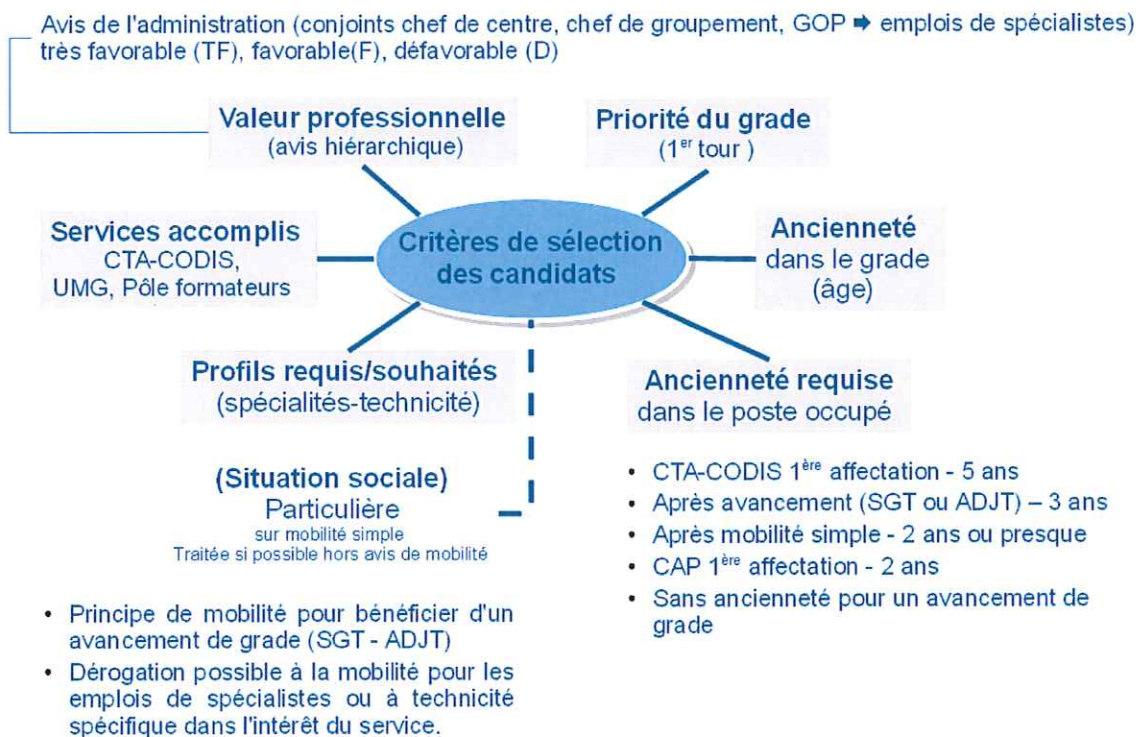 Avis de l'administration (conjoints chef de centre, chef de groupement, GOP ➡ emplois de spécialistes)
très favorable (TF), favorable(F), défavorable (D)
Valeur professionnelle
(avis hiérarchique)
Priorité du grade
(1er tour )
Services accomplis
CTA-CODIS,
UMG, Pôle formateurs
Critères de sélection
des candidats
Ancienneté
dans le grade
(âge)
Profils requis/souhaités
(spécialités-technicité)
Ancienneté requise
dans le poste occupé
(Situation sociale)
Particulière
sur mobilité simple
Traitée si possible hors avis de mobilité
• CTA-CODIS 1ère affectation - 5 ans
• Après avancement (SGT ou ADJT) – 3 ans
• Après mobilité simple - 2 ans ou presque
• CAP 1ère affectation - 2 ans
• Sans ancienneté pour un avancement de
grade
• Principe de mobilité pour bénéficier d'un
avancement de grade (SGT - ADJT)
• Dérogation possible à la mobilité pour les
emplois de spécialistes ou à technicité
spécifique dans l'intérêt du service.